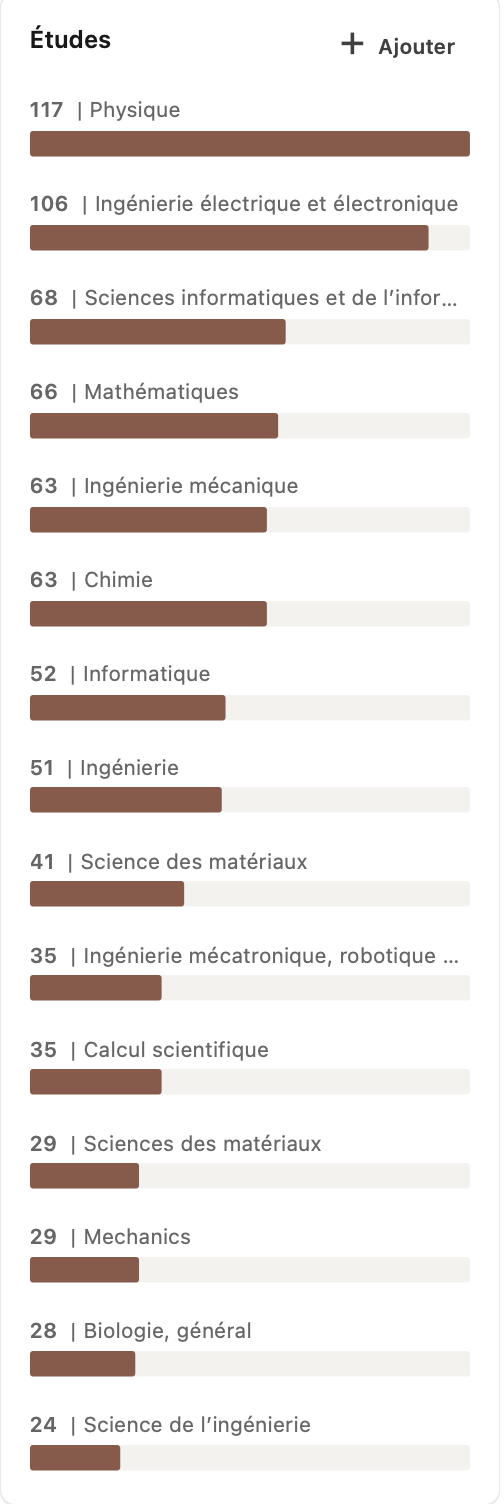 Études
+ Ajouter
117 | Physique
106 | Ingénierie électrique et électronique
68 | Sciences informatiques et de l’infor...
66 | Mathématiques
63 | Ingénierie mécanique
63 | Chimie
52 | Informatique
51 | Ingénierie
41 | Science des matériaux
35 | Ingénierie mécatronique, robotique ...
35 | Calcul scientifique
29 | Sciences des matériaux
29 | Mechanics
28 | Biologie, général
24 | Science de l’ingénierie